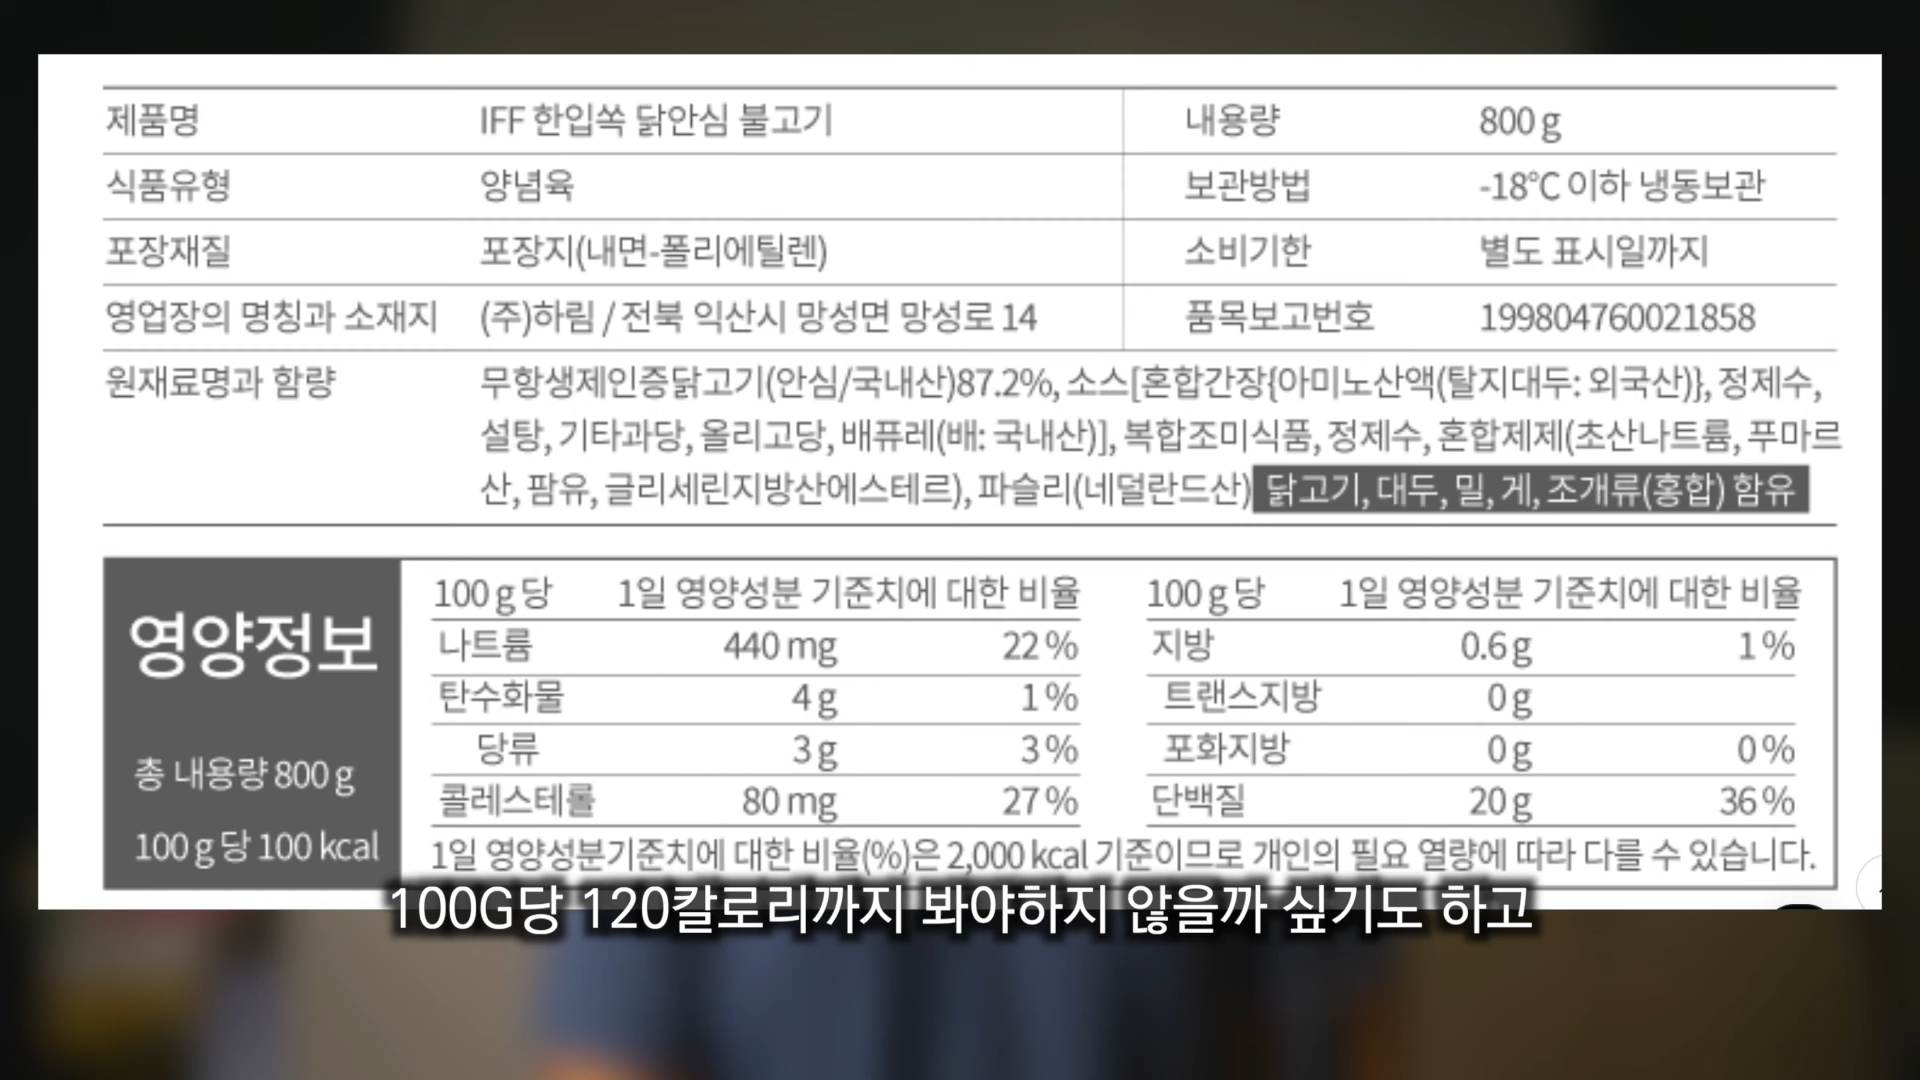 제품명 IFF 한입쏙 닭안심 불고기 내용량 800 g
식품유형 양념육 보관방법 -18℃ 이하 냉동보관
포장재질 포장지(내면-폴리에틸렌) 소비기한 별도 표시일까지
영업장의 명칭과 소재지 (주)하림 / 전북 익산시 망성면 망성로 14 품목보고번호 199804760021858
원재료명과 함량 무항생제인증닭고기(안심/국내산)87.2%, 소스[혼합간장{아미노산액(탈지대두: 외국산)}, 정제수,
설탕, 기타과당, 올리고당, 배퓨레(배: 국내산)], 복합조미식품, 정제수, 혼합제제(초산나트륨, 푸마르
산, 팜유, 글리세린지방산에스테르), 파슬리(네덜란드산) 닭고기, 대두, 밀, 게, 조개류(홍합) 함유
영양정보
총 내용량 800 g
100 g 당 100 kcal
100 g 당 1일 영양성분 기준치에 대한 비율 100 g 당 1일 영양성분 기준치에 대한 비율
나트륨 440 mg 22 % 지방 0.6 g 1 %
탄수화물 4 g 1 % 트랜스지방 0 g
당류 3 g 3 % 포화지방 0 g 0 %
콜레스테롤 80 mg 27 % 단백질 20 g 36 %
1일 영양성분기준치에 대한 비율(%)은 2,000 kcal 기준이므로 개인의 필요 열량에 따라 다를 수 있습니다.
100G당 120칼로리까지 봐야하지 않을까 싶기도 하고